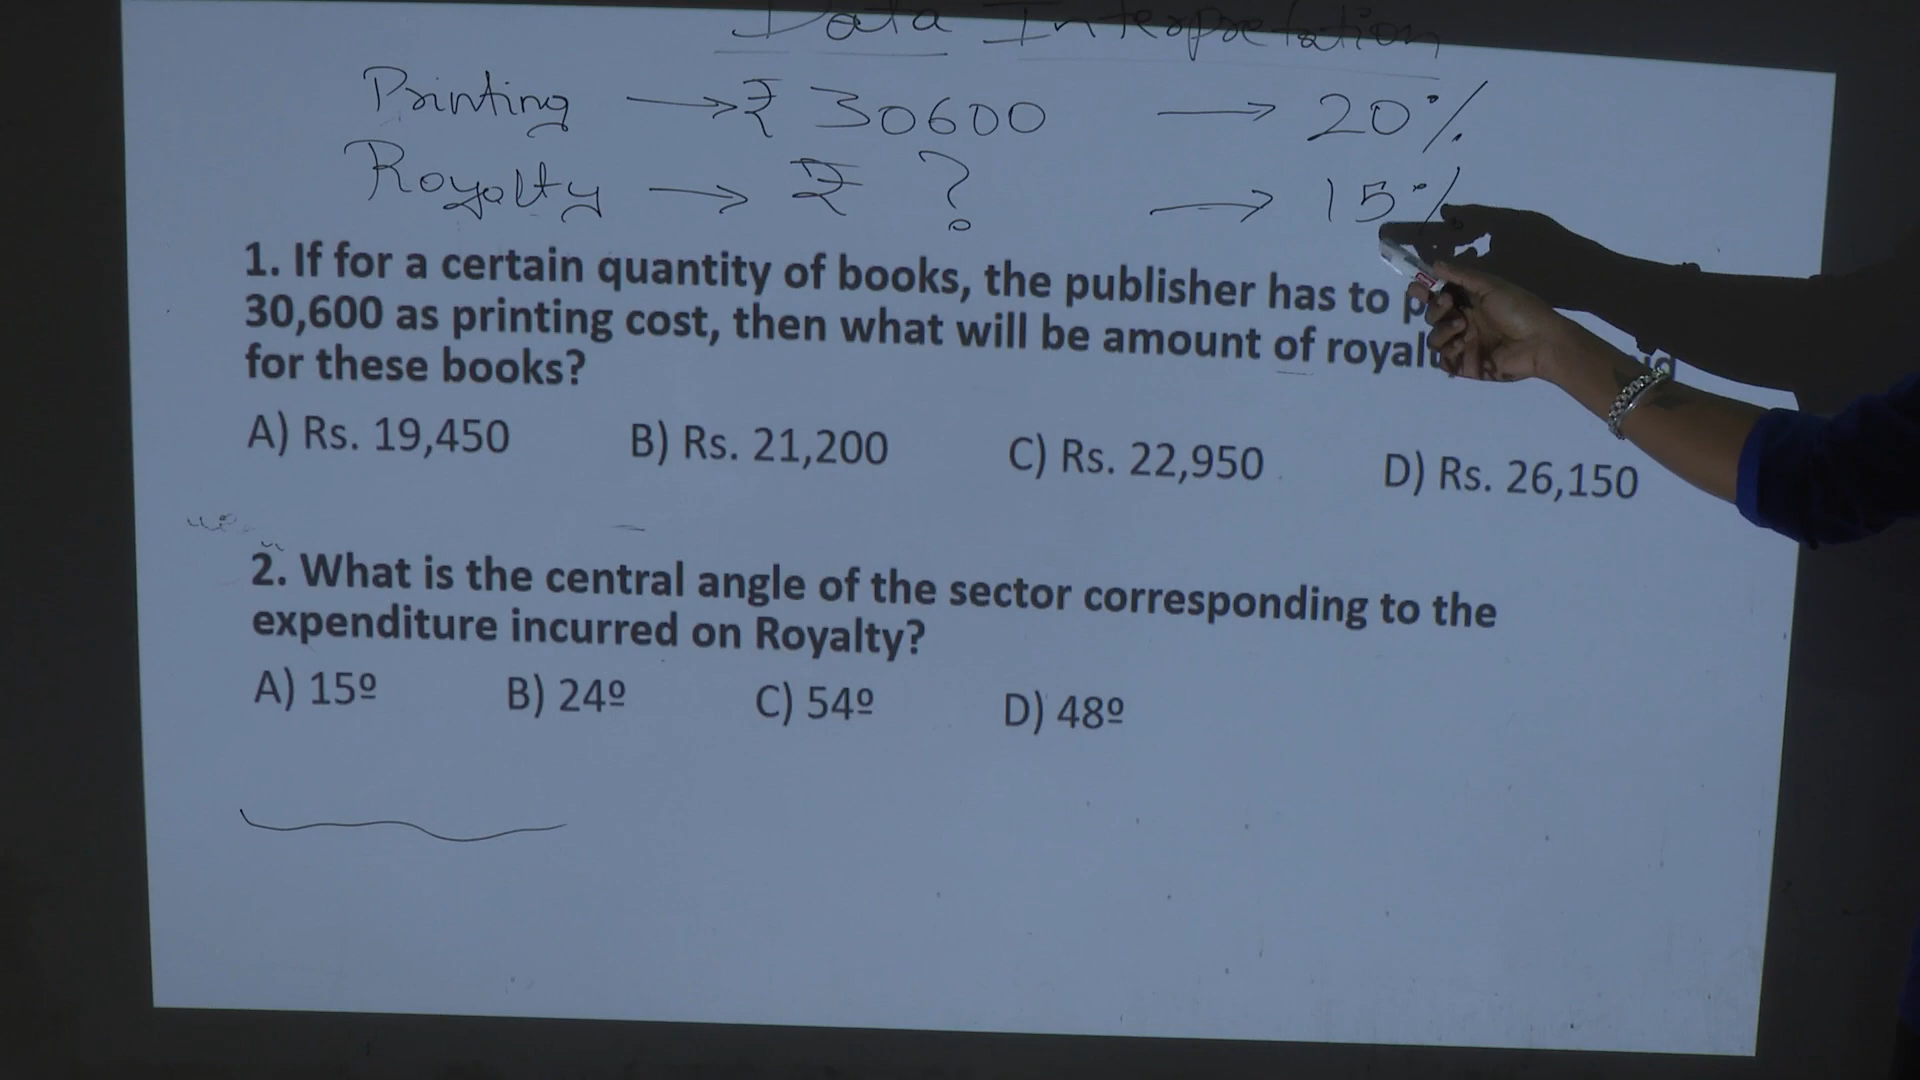 Data Interpretation
Printing → ₹ 30600 → 20%
Royalty → ₹ ? → 15%
1. If for a certain quantity of books, the publisher has to
30,600 as printing cost, then what will be amount of
for these books?
A) Rs. 19,450 B) Rs. 21,200 C) Rs. 22,950 D) Rs. 26,150
2. What is the central angle of the sector corresponding to the
expenditure incurred on Royalty?
A) 15º B) 24º C) 54º D) 48º